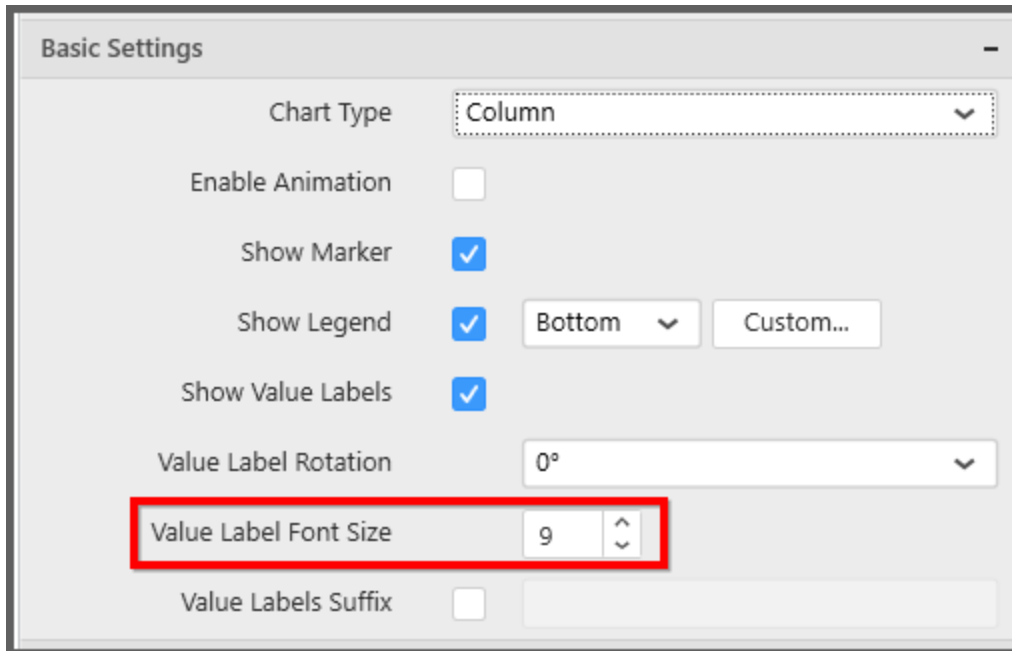 Basic Settings
Chart Type Column
Enable Animation
Show Marker
Show Legend Bottom Custom...
Show Value Labels
Value Label Rotation 0°
Value Label Font Size 9
Value Labels Suffix